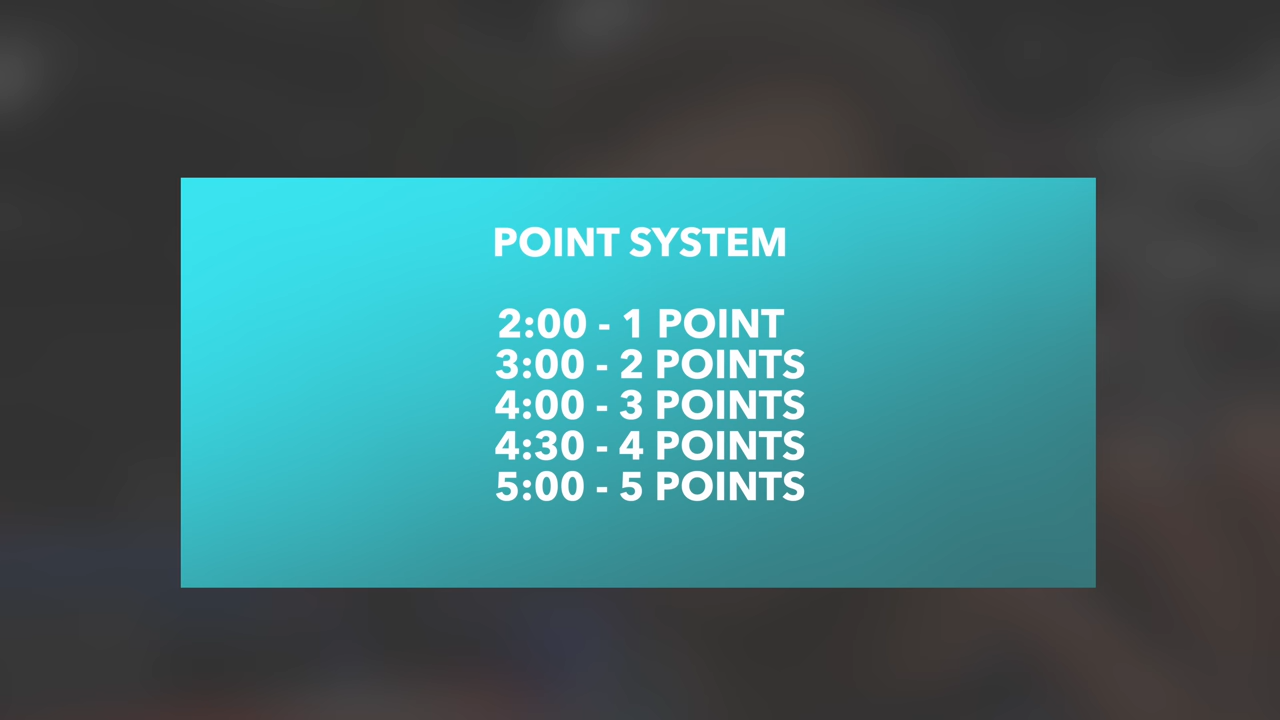 POINT SYSTEM
2:00 - 1 POINT
3:00 - 2 POINTS
4:00 - 3 POINTS
4:30 - 4 POINTS
5:00 - 5 POINTS